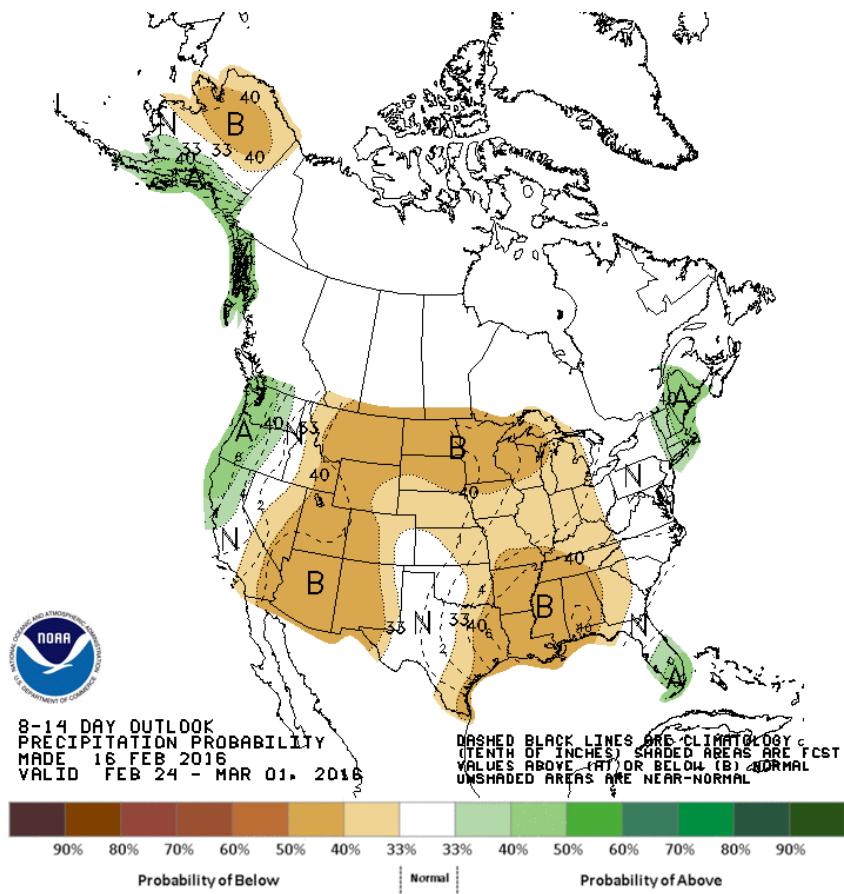 40
N
B
33
33
40
40
A
A
40
A
40
N
33
B
40
40
N
N
B
B
40
33
N
33
40
40
N
A
NOAA
NATIONAL OCEANIC AND ATMOSPHERIC ADMINISTRATION
U.S. DEPARTMENT OF COMMERCE
8-14 DAY OUTLOOK
PRECIPITATION PROBABILITY
MADE 16 FEB 2016
VALID FEB 24 - MAR 01, 2016
DASHED BLACK LINES ARE CLIMATOLOGY
(TENTH OF INCHES) SHADED AREAS ARE FCST
VALUES ABOVE (A) OR BELOW (B) NORMAL
UNSHADED AREAS ARE NEAR-NORMAL
90% 80% 70% 60% 50% 40% 33% 33% 40% 50% 60% 70% 80% 90%
Probability of Below Normal Probability of Above